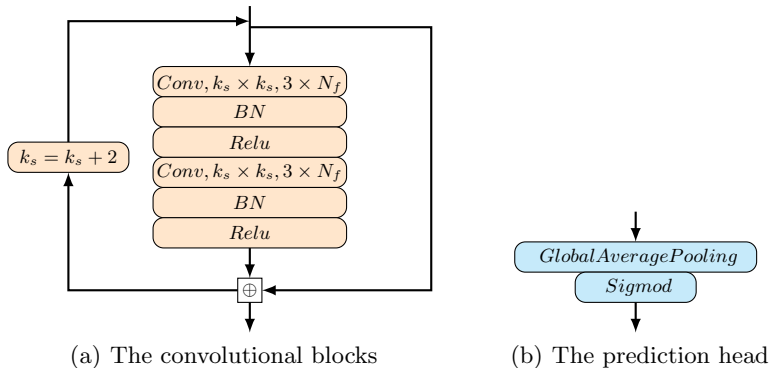 Conv, k_s × k_s, 3 × N_f
BN
Relu
k_s = k_s + 2
Conv, k_s × k_s, 3 × N_f
BN
Relu
⊕
GlobalAveragePooling
Sigmod
(a) The convolutional blocks
(b) The prediction head